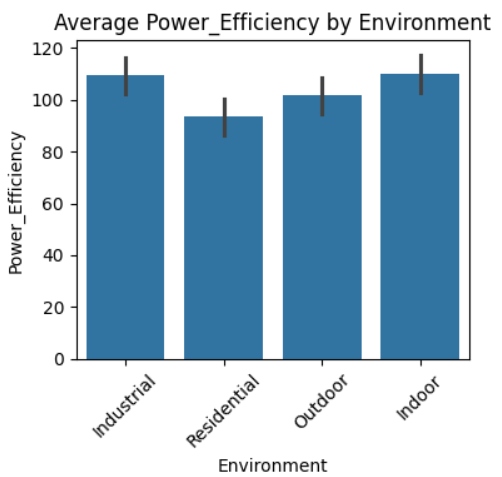 Average Power_Efficiency by Environment
Power_Efficiency
120
100
80
60
40
20
0
Industrial
Residential
Outdoor
Indoor
Environment